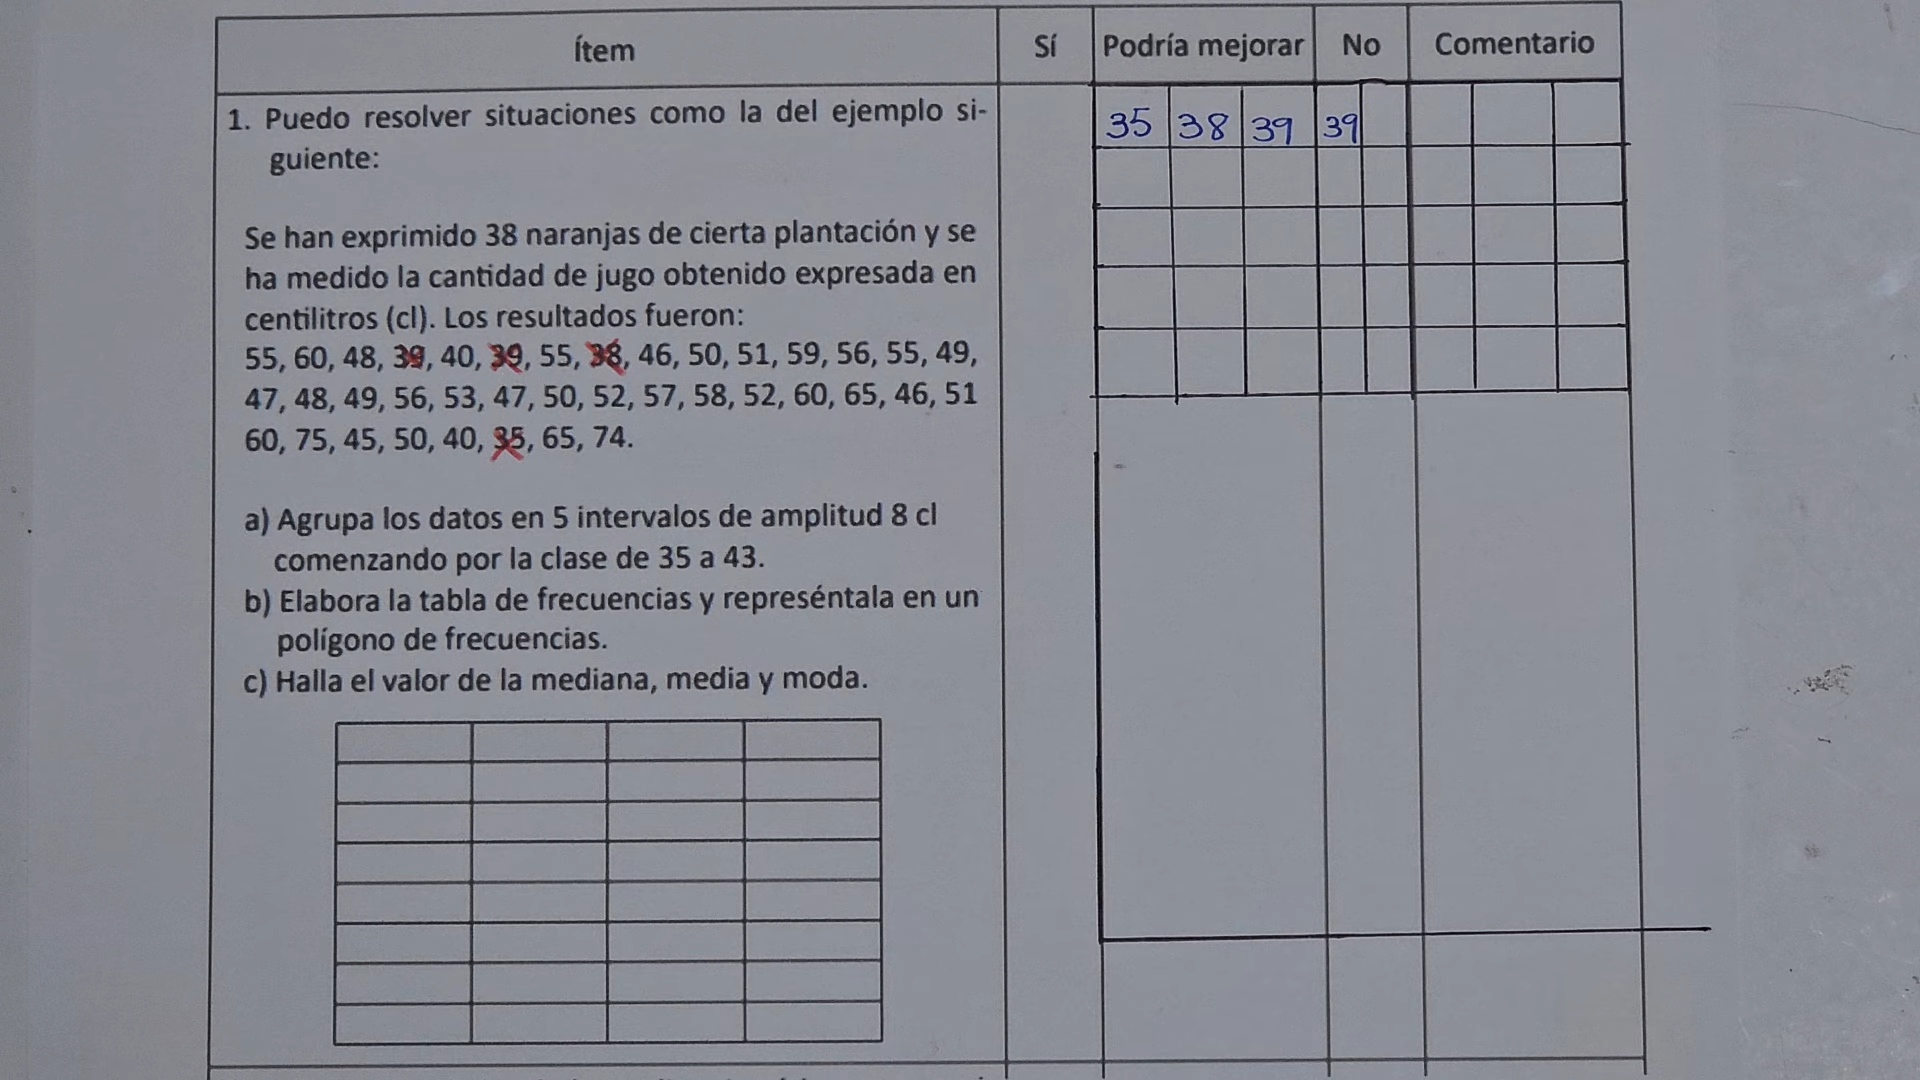 Ítem Sí Podría mejorar No Comentario
1. Puedo resolver situaciones como la del ejemplo si-
guiente:
35 38 39 39
Se han exprimido 38 naranjas de cierta plantación y se
ha medido la cantidad de jugo obtenido expresada en
centilitros (cl). Los resultados fueron:
55, 60, 48, 39, 40, 39, 55, 38, 46, 50, 51, 59, 56, 55, 49,
47, 48, 49, 56, 53, 47, 50, 52, 57, 58, 52, 60, 65, 46, 51
60, 75, 45, 50, 40, 35, 65, 74.
a) Agrupa los datos en 5 intervalos de amplitud 8 cl
comenzando por la clase de 35 a 43.
b) Elabora la tabla de frecuencias y represéntala en un
polígono de frecuencias.
c) Halla el valor de la mediana, media y moda.